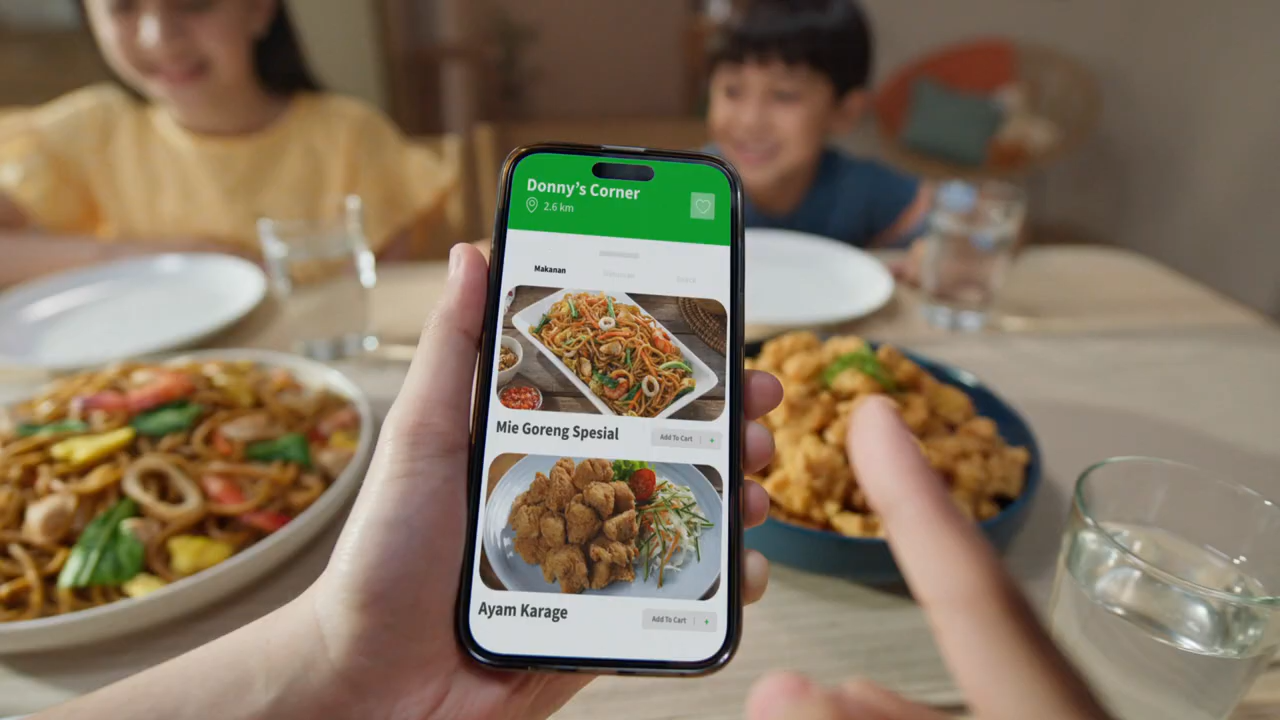 Donny's Corner
2.6 km
Makanan
Mie Goreng Spesial
Add To Cart | +
Ayam Karage
Add To Cart | +